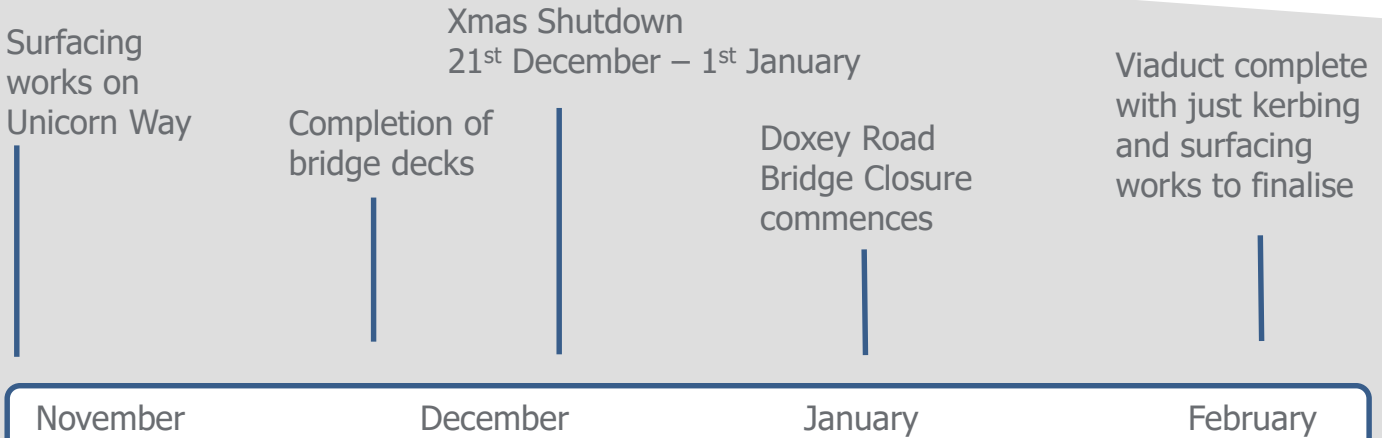 Surfacing
works on
Unicorn Way
Completion of
bridge decks
Xmas Shutdown
21st December – 1st January
Doxey Road
Bridge Closure
commences
Viaduct complete
with just kerbing
and surfacing
works to finalise
November
December
January
February